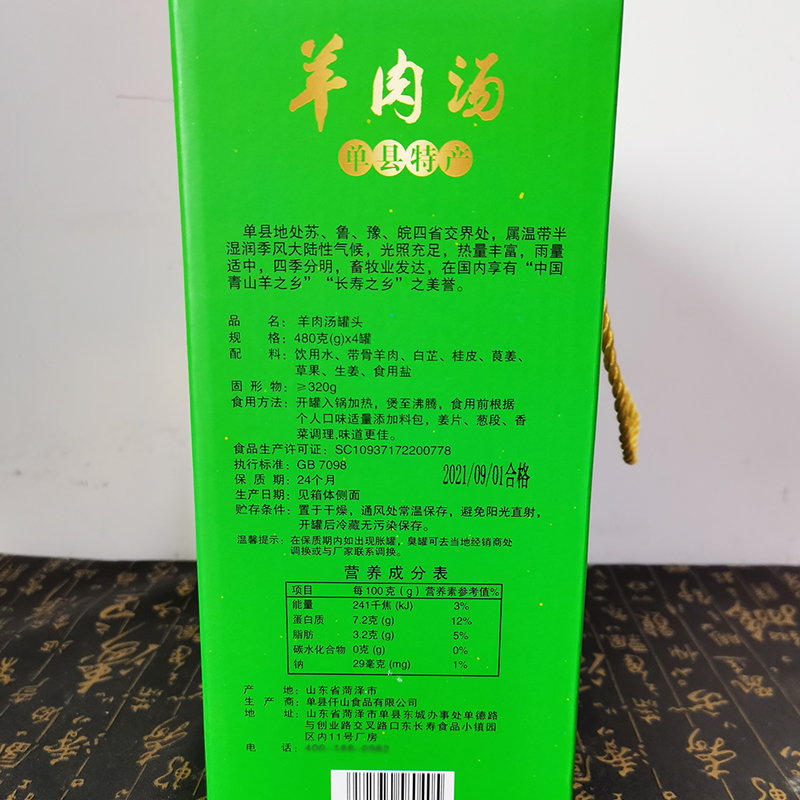 羊肉汤
单县特产
单县地处苏、鲁、豫、皖四省交界处，属温带半
湿润季风大陆性气候，光照充足，热量丰富，雨量
适中，四季分明，畜牧业发达，在国内享有“中国
青山羊之乡”“长寿之乡”之美誉。
品 名：羊肉汤罐头
规 格：480克(g)x4罐
配 料：饮用水、带骨羊肉、白芷、桂皮、莨姜、
草果、生姜、食用盐
固 形 物：≥320g
食用方法：开罐入锅加热，煲至沸腾，食用前根据
个人口味适量添加料包，姜片、葱段、香
菜调理,味道更佳。
食品生产许可证：SC10937172200778
执行标准：GB 7098
2021/09/01合格
保 质 期：24个月
生产日期：见箱体侧面
贮存条件：置于干燥，通风处常温保存，避免阳光直射，
开罐后冷藏无污染保存。
温馨提示：在保质期内如出现胀罐，臭罐可去当地经销商处
调换或与厂家联系调换。
营养成分表
项目 每100克（g） 营养素参考值%
能量 241千焦 (kJ) 3%
蛋白质 7.2克 (g) 12%
脂肪 3.2克 (g) 5%
碳水化合物 0克 (g) 0%
钠 29毫克 (mg) 1%
产 地：山东省菏泽市
生 产 商：单县仟山食品有限公司
地 址：山东省菏泽市单县东城办事处单德路
与创业路交叉路口东长寿食品小镇园
区内11号厂房
电 话：